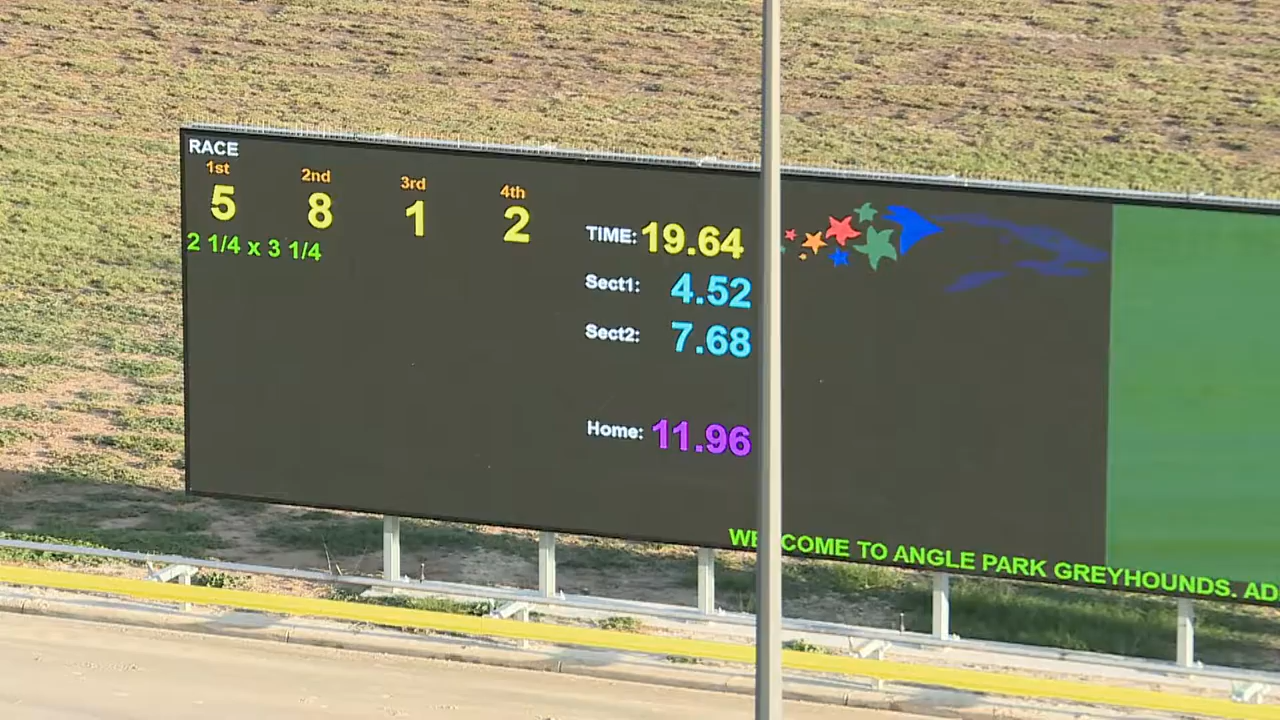 RACE
1st 2nd 3rd 4th
5 8 1 2
2 1/4 x 3 1/4
TIME: 19.64
Sect1: 4.52
Sect2: 7.68
Home: 11.96
WE COME TO ANGLE PARK GREYHOUNDS. AD